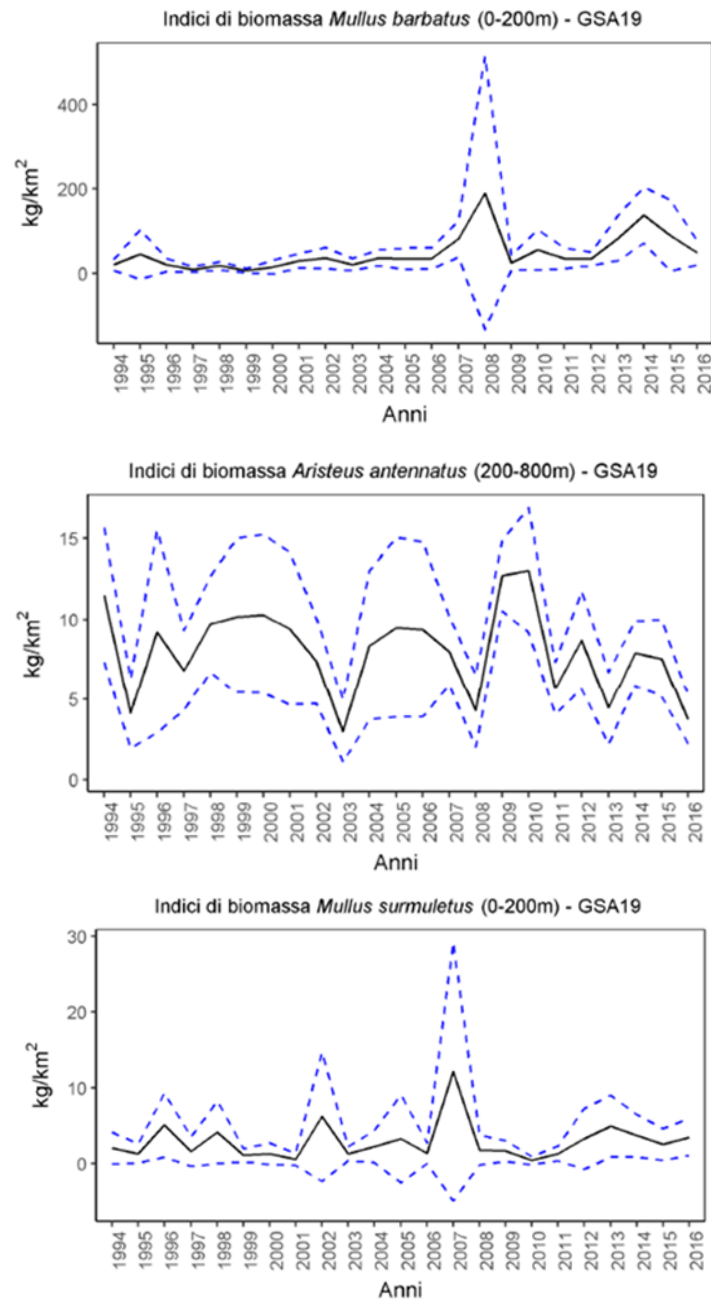 Indici di biomassa Mullus barbatus (0-200m) - GSA19
400
200
0
kg/km²
1994 1995 1996 1997 1998 1999 2000 2001 2002 2003 2004 2005 2006 2007 2008 2009 2010 2011 2012 2013 2014 2015 2016
Anni
Indici di biomassa Aristeus antennatus (200-800m) - GSA19
15
10
5
0
kg/km²
1994 1995 1996 1997 1998 1999 2000 2001 2002 2003 2004 2005 2006 2007 2008 2009 2010 2011 2012 2013 2014 2015 2016
Anni
Indici di biomassa Mullus surmuletus (0-200m) - GSA19
30
20
10
0
kg/km²
1994 1995 1996 1997 1998 1999 2000 2001 2002 2003 2004 2005 2006 2007 2008 2009 2010 2011 2012 2013 2014 2015 2016
Anni